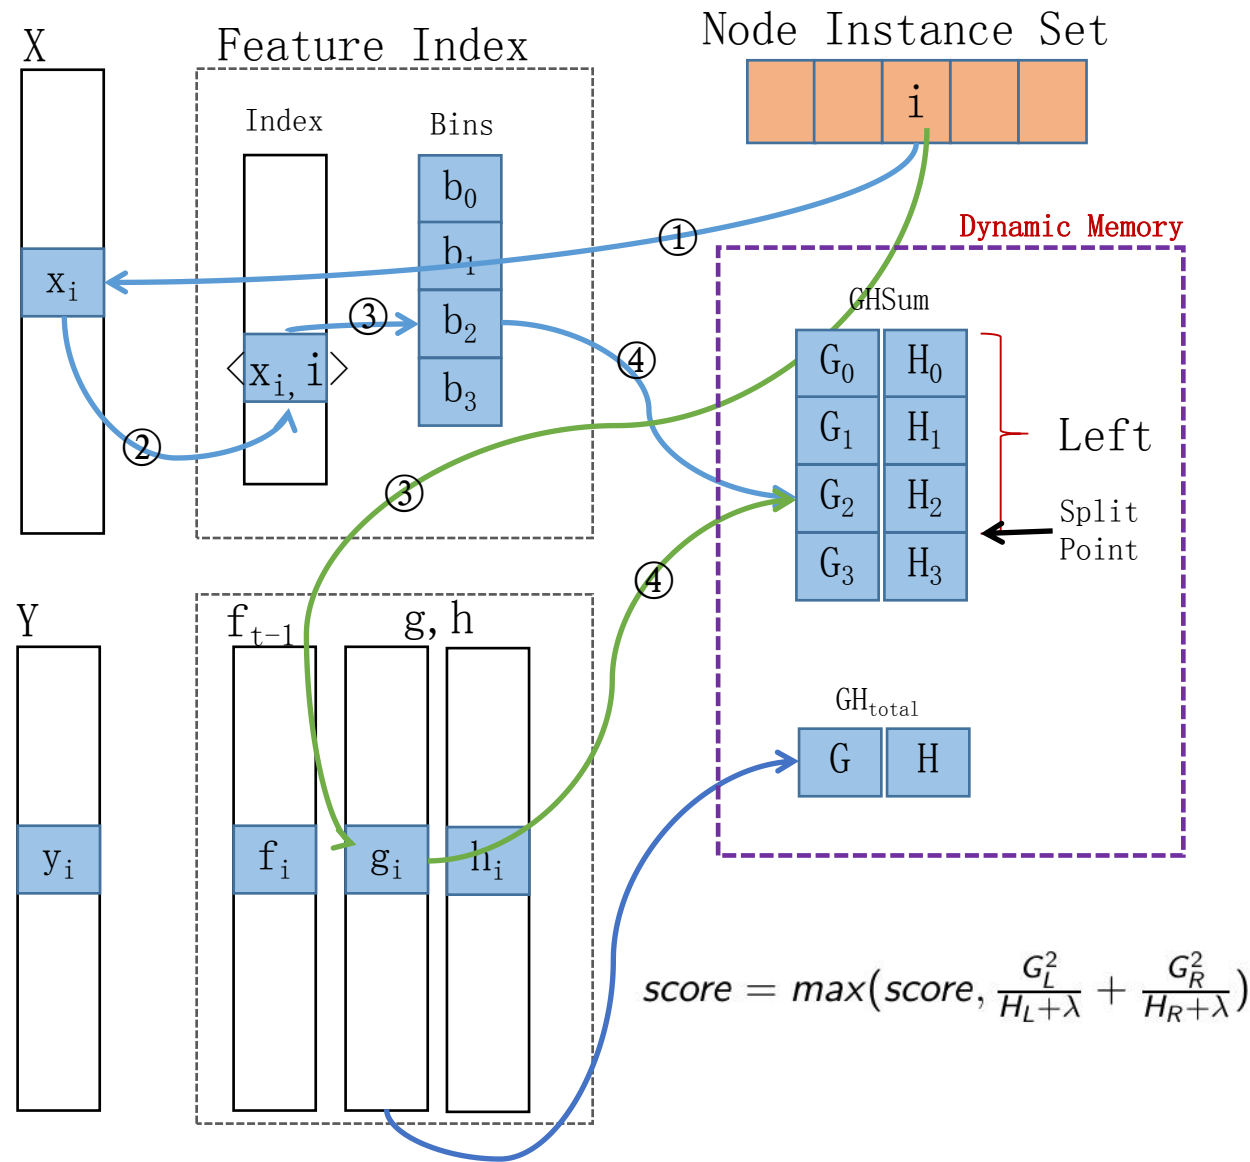 X
Feature Index
Node Instance Set
Index
Bins
i
b₀
b₁
b₂
b₃
①
Dynamic Memory
xᵢ
⟨xᵢ, i⟩
②
③
④
③
④
GHSum
G₀ H₀
G₁ H₁
G₂ H₂
G₃ H₃
Left
Split
Point
Y
fₜ₋₁
g, h
yᵢ
fᵢ
gᵢ
hᵢ
GH_total
G H
score = max(score, G_L^2/(H_L+λ) + G_R^2/(H_R+λ))